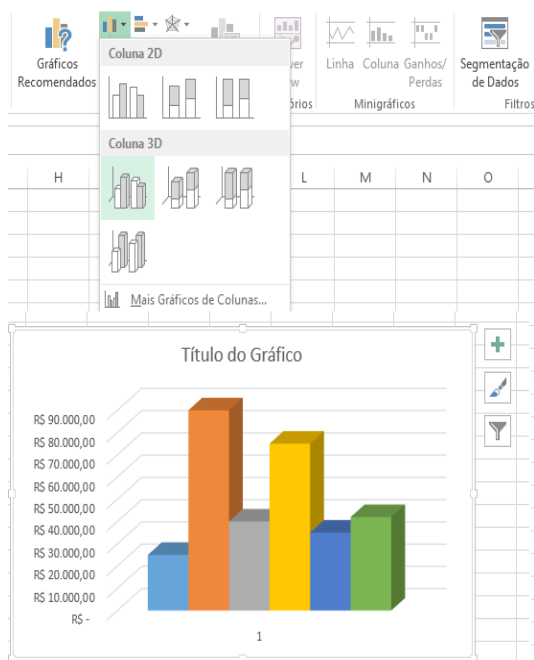 Gráficos
Recomendados
Coluna 2D
Coluna 3D
Mais Gráficos de Colunas...
Linha Coluna Ganhos/
Perdas
Minigráficos
Segmentação
de Dados
Filtros
H L M N O
Título do Gráfico
R$ 90.000,00
R$ 80.000,00
R$ 70.000,00
R$ 60.000,00
R$ 50.000,00
R$ 40.000,00
R$ 30.000,00
R$ 20.000,00
R$ 10.000,00
R$ -
1